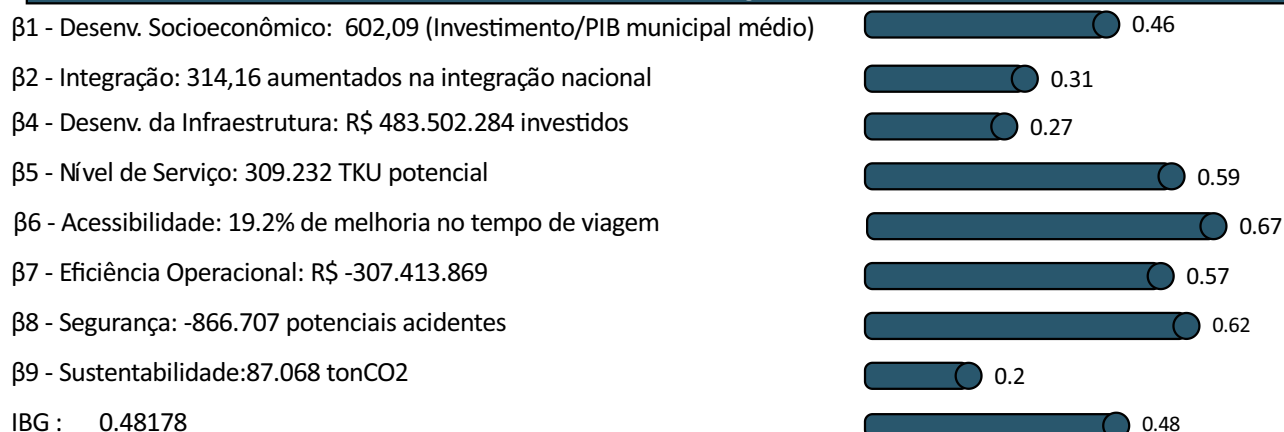 β1 - Desenv. Socioeconômico: 602,09 (Investimento/PIB municipal médio) 0.46
β2 - Integração: 314,16 aumentados na integração nacional 0.31
β4 - Desenv. da Infraestrutura: R$ 483.502.284 investidos 0.27
β5 - Nível de Serviço: 309.232 TKU potencial 0.59
β6 - Acessibilidade: 19.2% de melhoria no tempo de viagem 0.67
β7 - Eficiência Operacional: R$ -307.413.869 0.57
β8 - Segurança: -866.707 potenciais acidentes 0.62
β9 - Sustentabilidade:87.068 tonCO2 0.2
IBG : 0.48178 0.48